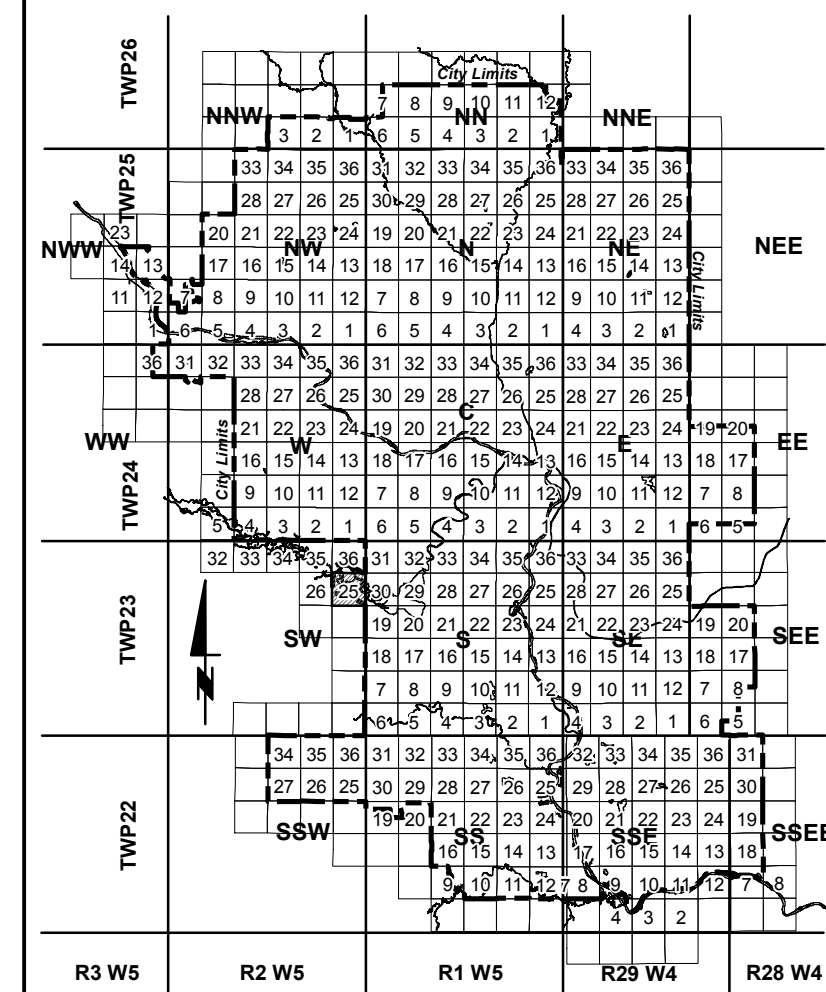 TWP26
City Limits
7 8 9 10 11 12
NNW NN NNE
3 2 1 6 5 4 3 2 1
TWP25
33 34 35 36 31 32 33 34 35 36 33 34 35 36
28 27 26 25 30 29 28 27 26 25 28 27 26 25
23 20 21 22 23 24 19 20 21 22 23 24 21 22 23 24
NWW NW N NE NEE
14 13 17 16 15 14 13 18 17 16 15 14 13 16 15 14 13
City Limits
11 12 7 8 9 10 11 12 7 8 9 10 11 12 9 10 11 12
1 6 5 4 3 2 1 6 5 4 3 2 1 4 3 2 1
36 31 32 33 34 35 36 31 32 33 34 35 36 33 34 35 36
28 27 26 25 30 29 28 27 26 25 28 27 26 25
C
21 22 23 24 19 20 21 22 23 24 21 22 23 24 19 20
WW City Limits W E EE
16 15 14 13 18 17 16 15 14 13 16 15 14 13 18 17
TWP24
9 10 11 12 7 8 9 10 11 12 9 10 11 12 7 8
5 4 3 2 1 6 5 4 3 2 1 4 3 2 1 6 5
32 33 34 35 36 31 32 33 34 35 36 33 34 35 36
26 25 30 29 28 27 26 25 28 27 26 25
TWP23
19 20 21 22 23 24 21 22 23 24 19 20
SW S SE SEE
18 17 16 15 14 13 16 15 14 13 18 17
N
7 8 9 10 11 12 9 10 11 12 7 8
6 5 4 3 2 1 4 3 2 1 6 5
34 35 36 31 32 33 34 35 36 32 33 34 35 36 31
27 26 25 30 29 28 27 26 25 29 28 27 26 25 30
TWP22
19 20 21 22 23 24 20 21 22 23 24 19
SSW SS SSE SSEE
16 15 14 13 17 16 15 14 13 18
9 10 11 12 7 8 9 10 11 12 7 8
4 3 2
R3 W5 R2 W5 R1 W5 R29 W4 R28 W4